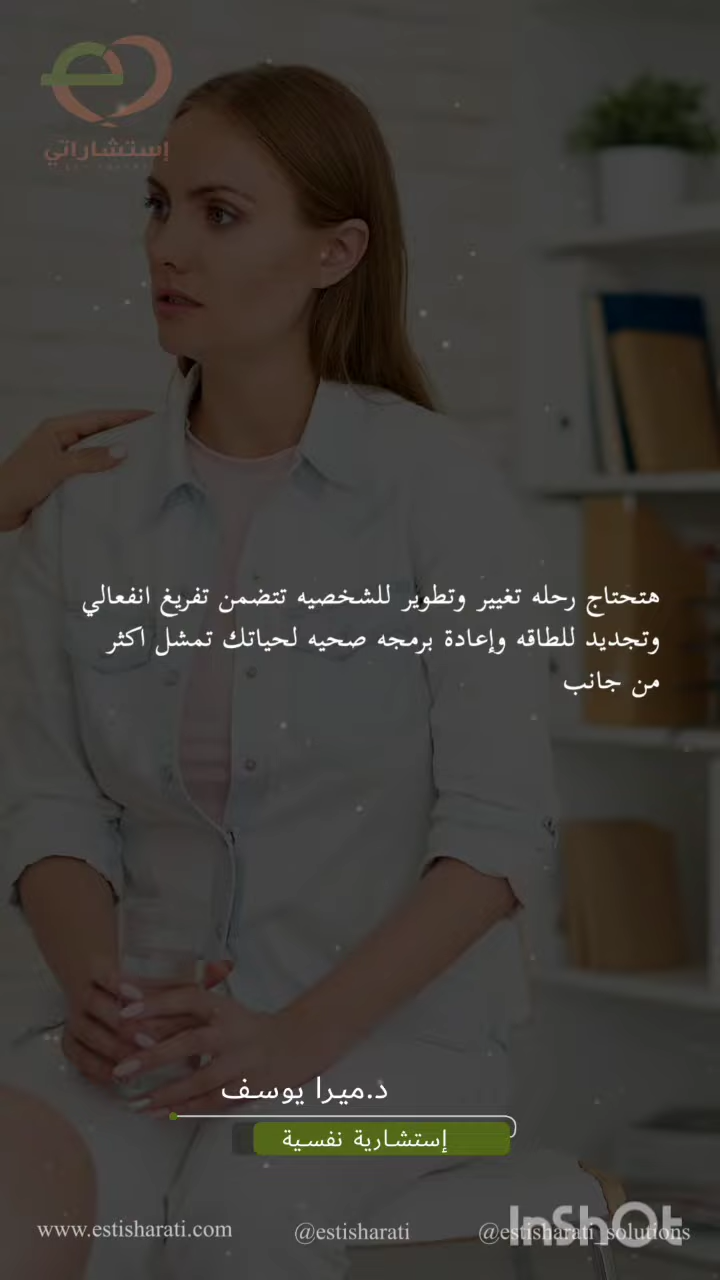 إستشاراتي
هتحتاج رحله تغيير وتطوير للشخصيه تتضمن تفريغ انفعالي
وتجديد للطاقه وإعادة برمجه صحيه لحياتك تمشل اكثر
من جانب
د.ميرا يوسف
إستشارية نفسية
www.estisharati.com @estisharati @estisharati_solutions
InShOt